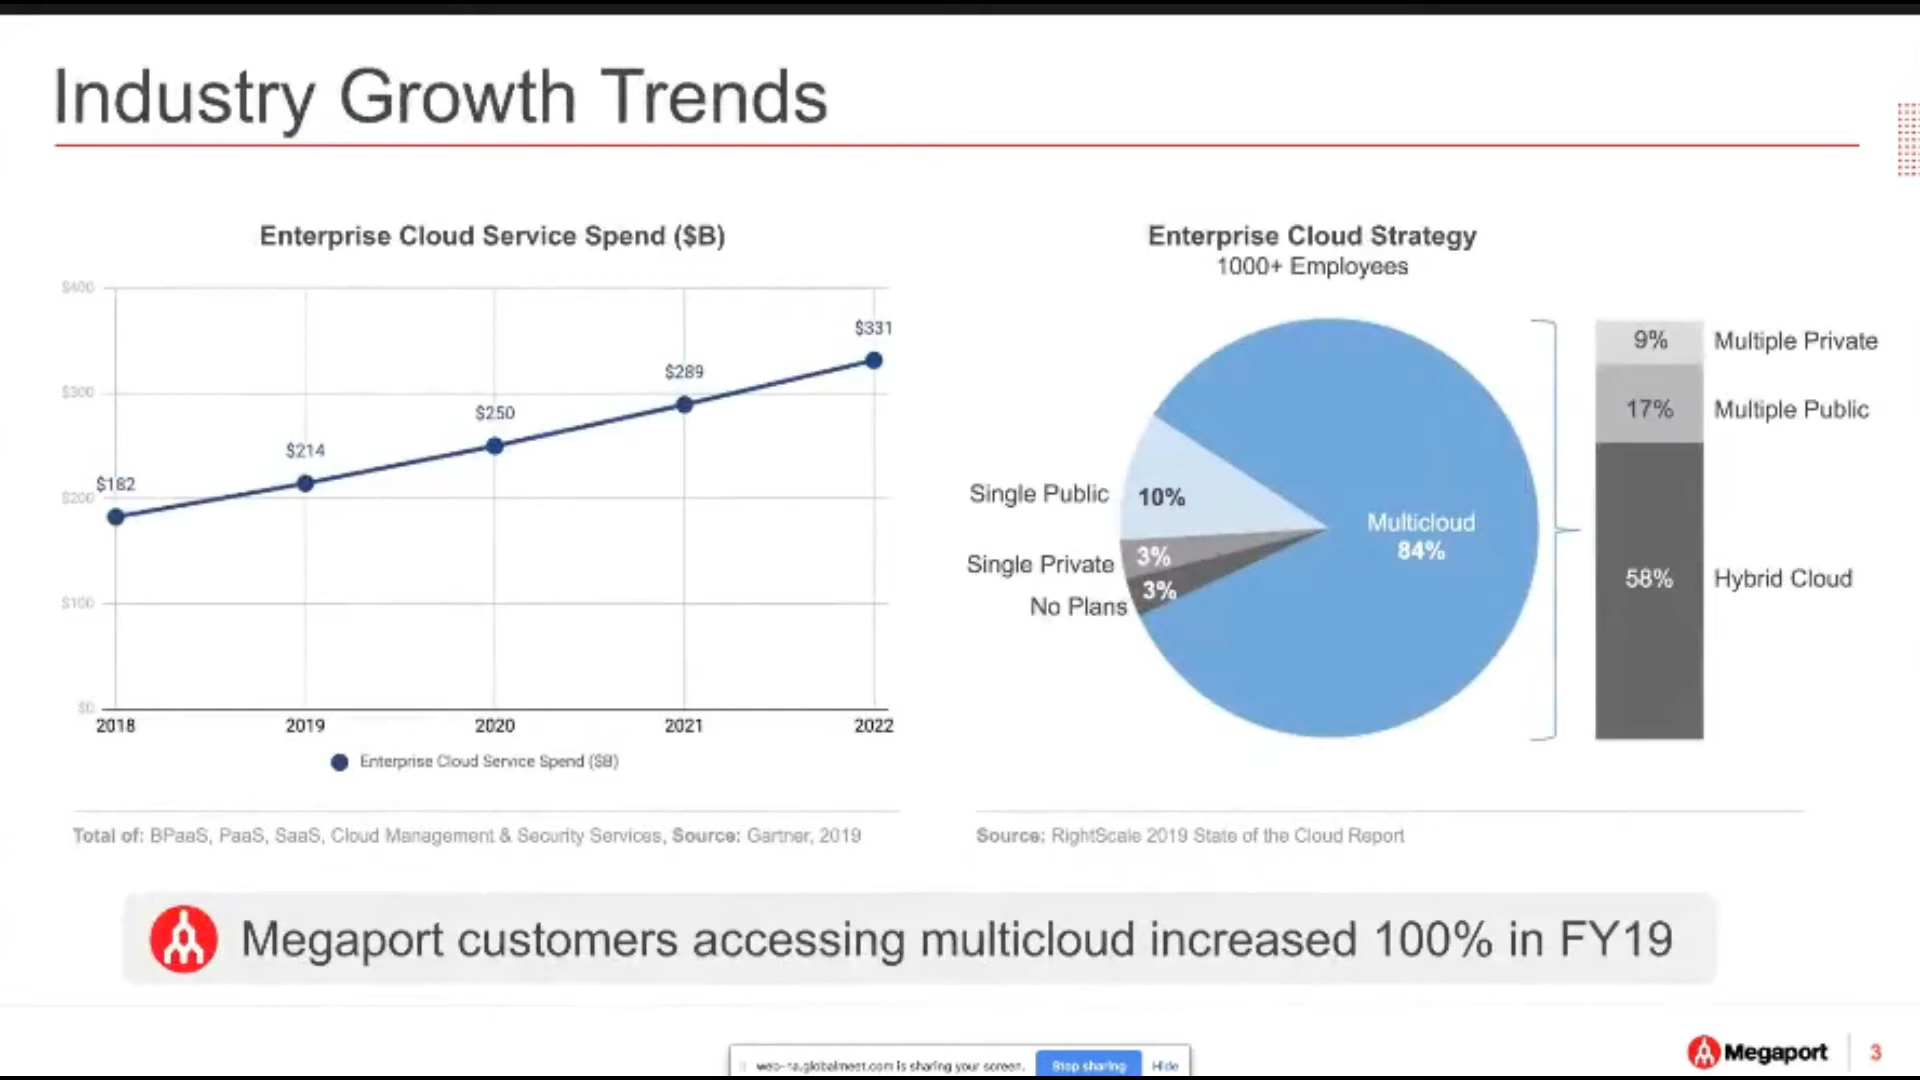 Industry Growth Trends
Enterprise Cloud Service Spend ($B)
$400
$300
$200
$100
$0
$182
$214
$250
$289
$331
2018
2019
2020
2021
2022
Enterprise Cloud Service Spend ($B)
Total of: BPaaS, PaaS, SaaS, Cloud Management & Security Services, Source: Gartner, 2019
Enterprise Cloud Strategy
1000+ Employees
Single Public
10%
Single Private
3%
No Plans
3%
Multicloud
84%
9%
Multiple Private
17%
Multiple Public
58%
Hybrid Cloud
Source: RightScale 2019 State of the Cloud Report
Megaport customers accessing multicloud increased 100% in FY19
Megaport
3
web-na.globalmeet.com is sharing your screen.
Stop sharing
Hide